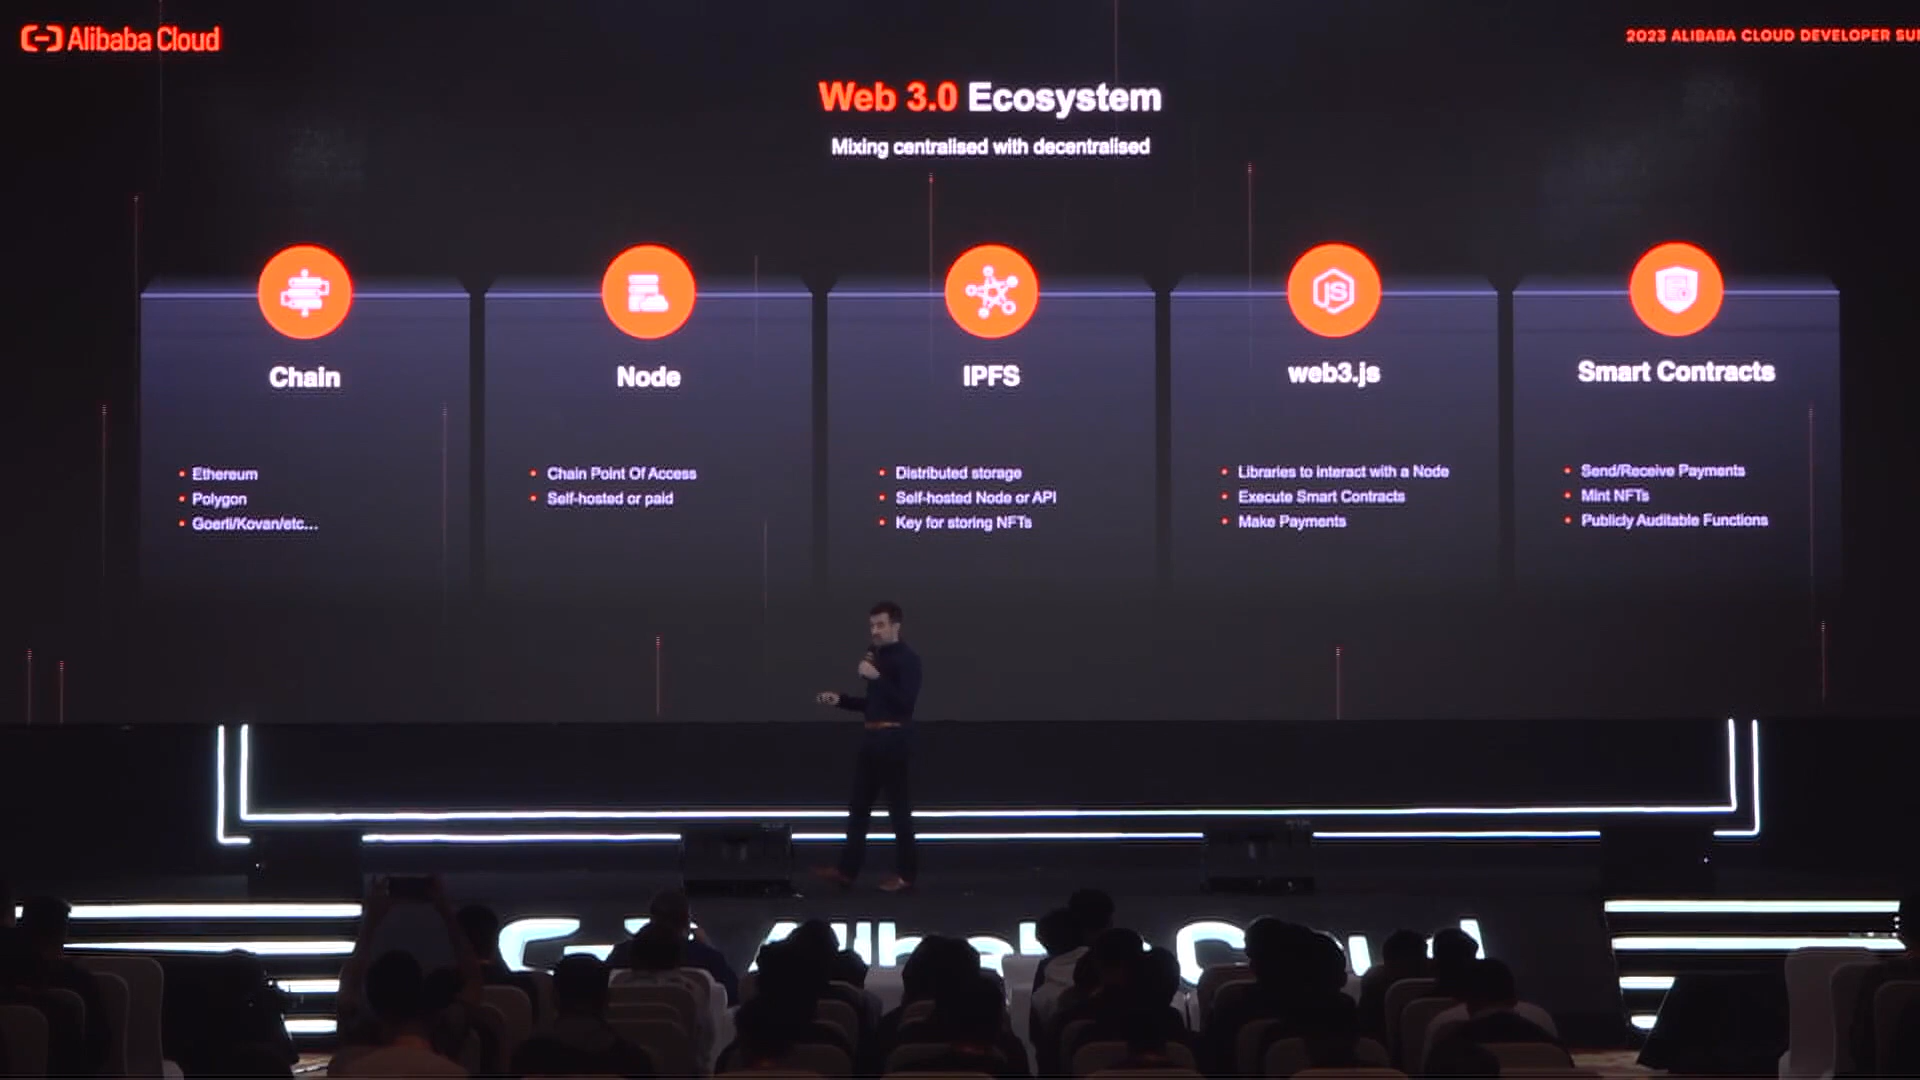 Alibaba Cloud
2023 ALIBABA CLOUD DEVELOPER
Web 3.0 Ecosystem
Mixing centralised with decentralised
Chain
• Ethereum
• Polygon
• Goerli/Kovan/etc...
Node
• Chain Point Of Access
• Self-hosted or paid
IPFS
• Distributed storage
• Self-hosted Node or API
• Key for storing NFTs
JS
web3.js
• Libraries to interact with a Node
• Execute Smart Contracts
• Make Payments
Smart Contracts
• Send/Receive Payments
• Mint NFTs
• Publicly Auditable Functions